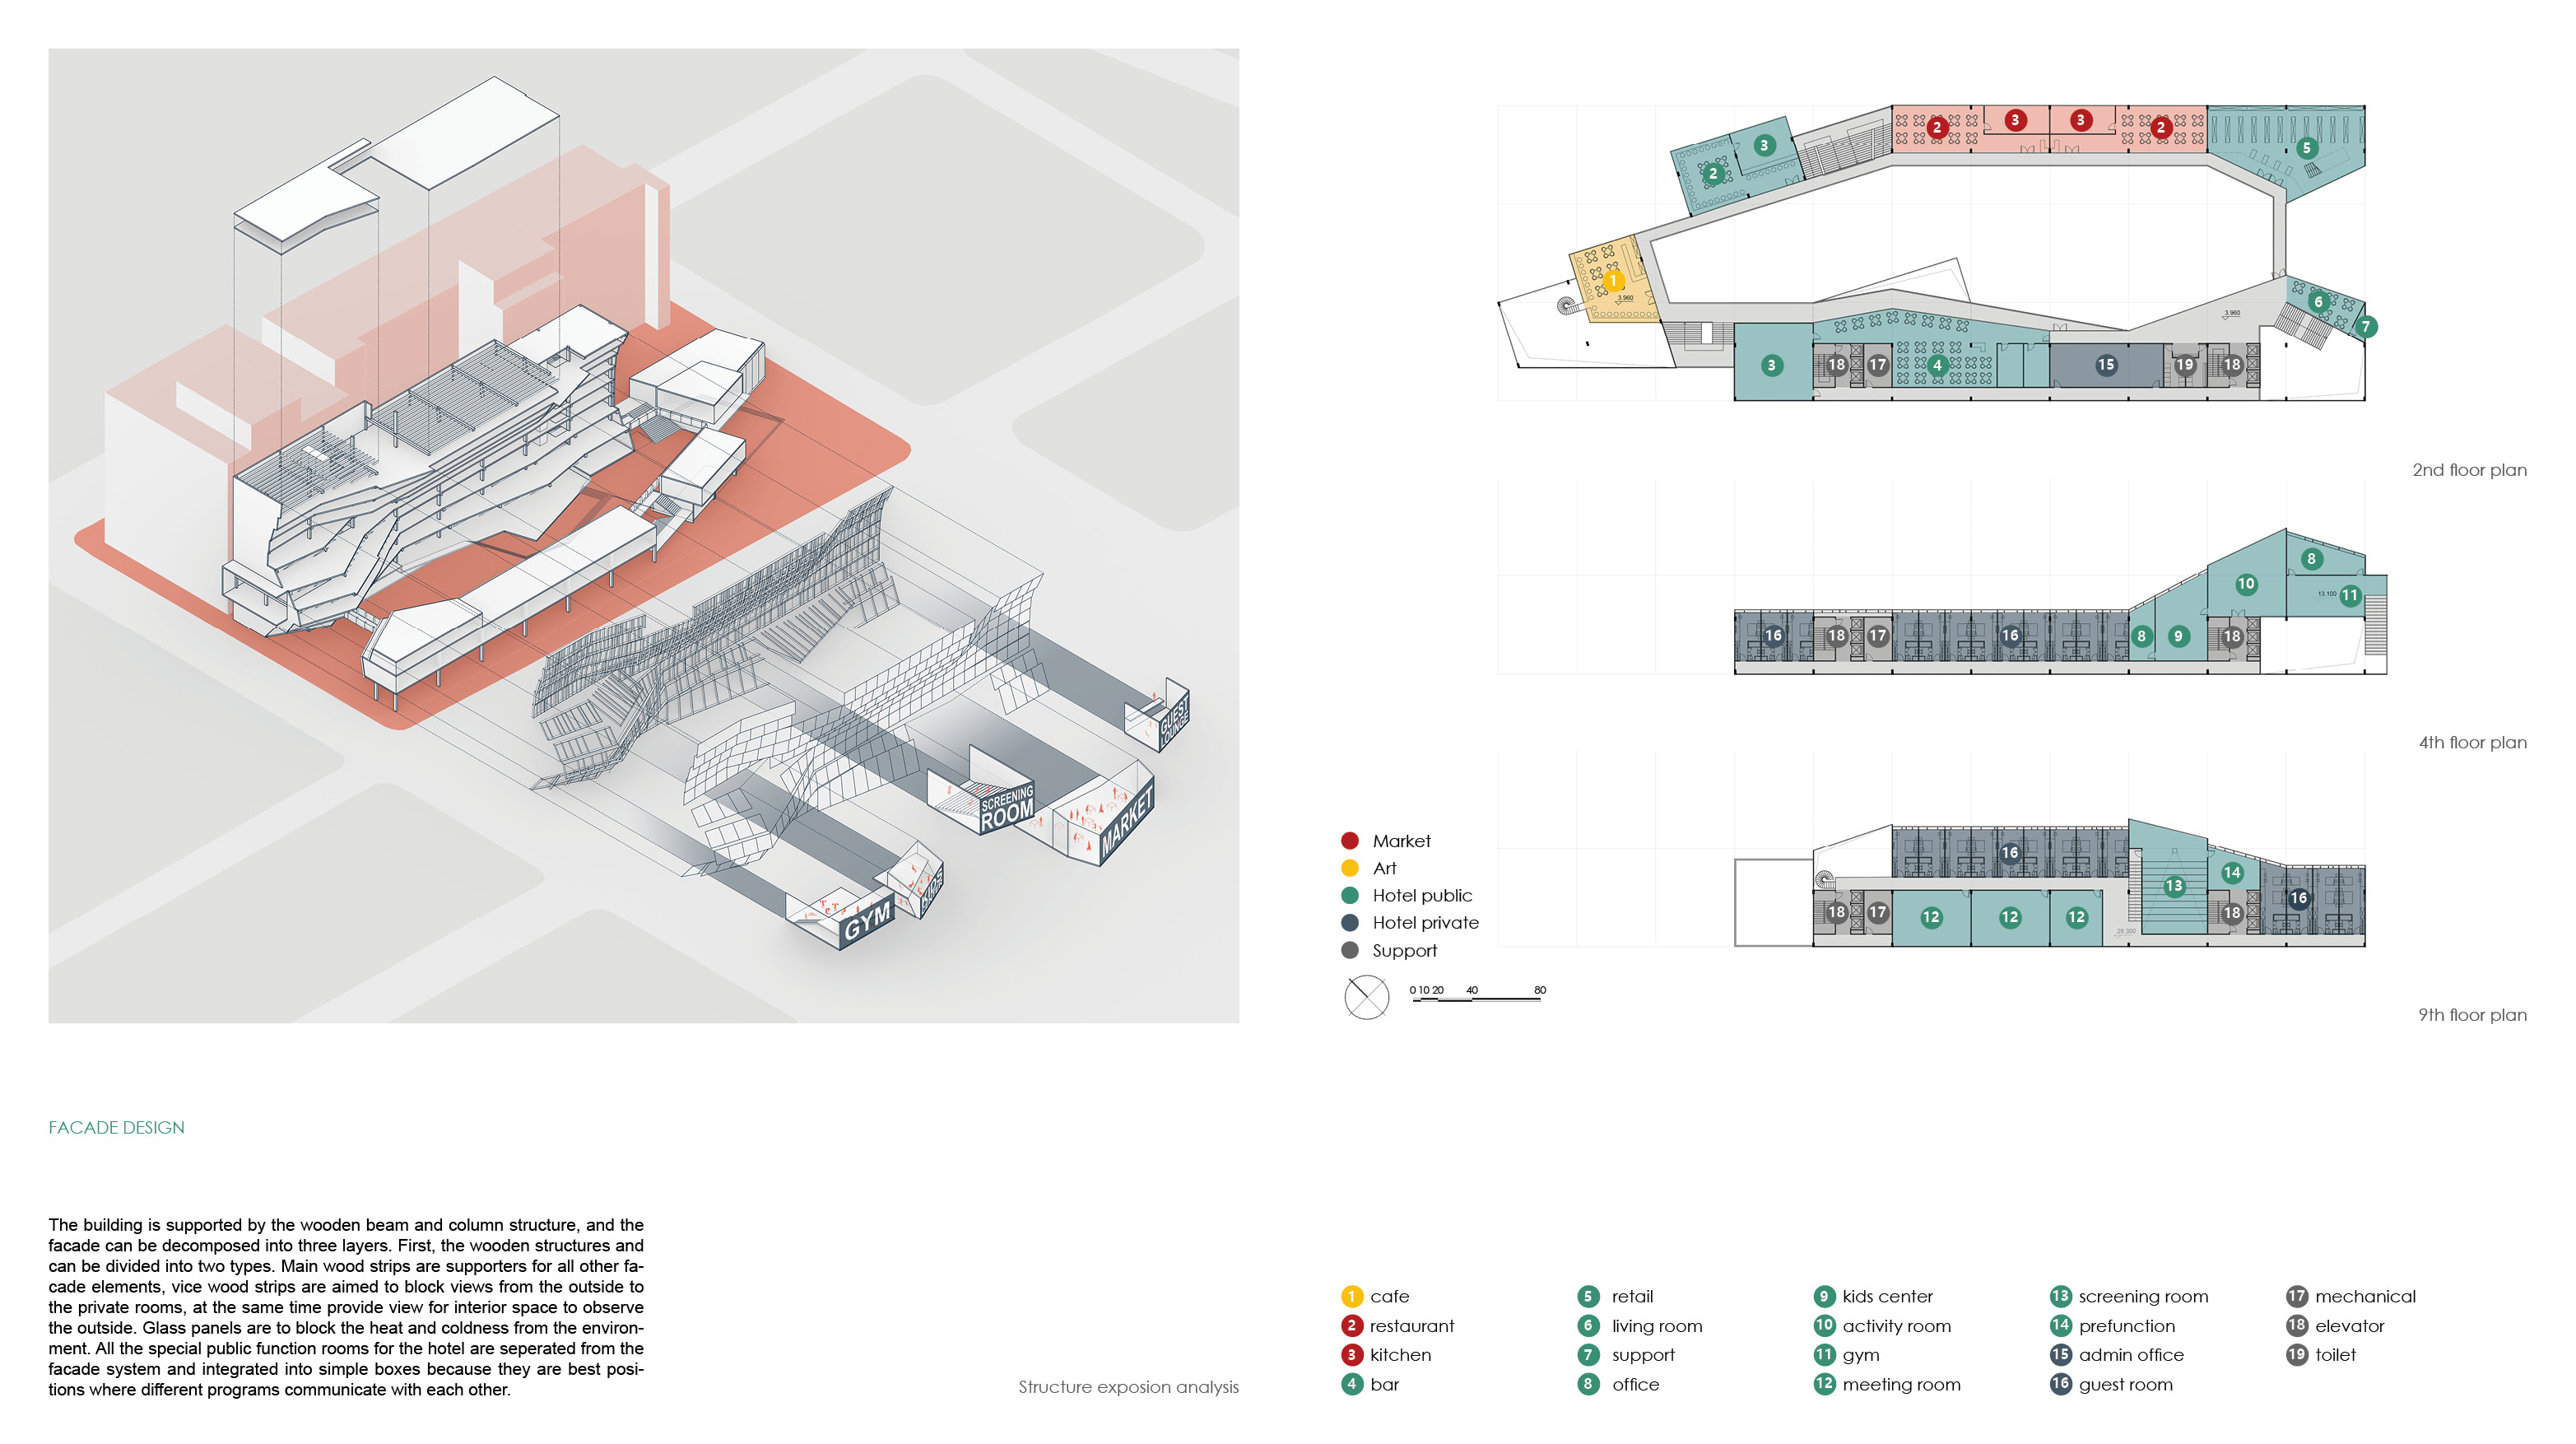 GUEST
LOUNGE
SCREENING
ROOM
MARKET
KIDS
GYM
2
3
3
2
5
3
2
1
3.960
6
7
3.960
3
18
17
4
15
19
18
2nd floor plan
8
10
13.100
11
16
18
17
16
8
9
18
4th floor plan
16
14
13
16
18
17
12
12
12
18
28.300
9th floor plan
Market
Art
Hotel public
Hotel private
Support
0 10 20 40 80
FACADE DESIGN
The building is supported by the wooden beam and column structure, and the
facade can be decomposed into three layers. First, the wooden structures and
can be divided into two types. Main wood strips are supporters for all other fa-
cade elements, vice wood strips are aimed to block views from the outside to
the private rooms, at the same time provide view for interior space to observe
the outside. Glass panels are to block the heat and coldness from the environ-
ment. All the special public function rooms for the hotel are seperated from the
facade system and integrated into simple boxes because they are best posi-
tions where different programs communicate with each other.
Structure exposion analysis
1 cafe
2 restaurant
3 kitchen
4 bar
5 retail
6 living room
7 support
8 office
9 kids center
10 activity room
11 gym
12 meeting room
13 screening room
14 prefunction
15 admin office
16 guest room
17 mechanical
18 elevator
19 toilet